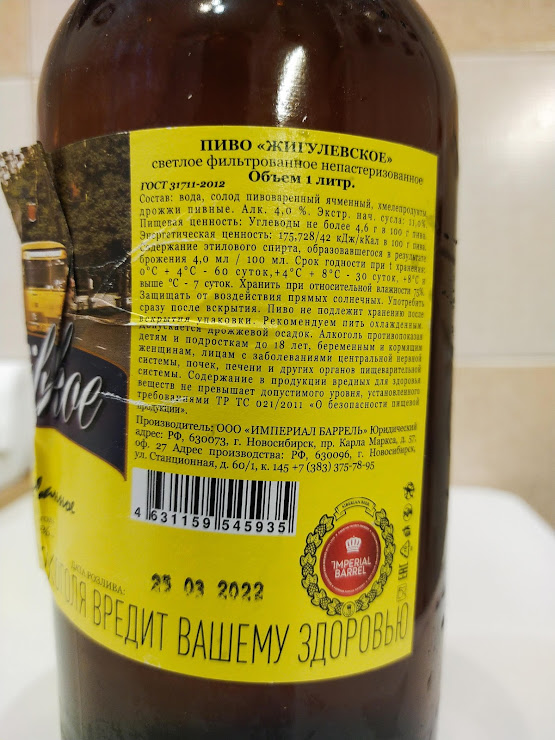 ПИВО «ЖИГУЛЕВСКОЕ»
светлое фильтрованное непастеризованное
Объем 1 литр.
ГОСТ 31711-2012
Состав: вода, солод пивоваренный ячменный, хмелепродукты,
дрожжи пивные. Алк. 4,0 %. Экстр. нач. сусла: 11,0%
Пищевая ценность: Углеводы не более 4,6 г в 100 г пива.
Энергетическая ценность: 175,728/42 кДж/кКал в 100 г пива.
Содержание этилового спирта, образовавшегося в результате
брожения 4,0 мл / 100 мл. Срок годности при t хранения:
0°C + 4°C - 60 суток,+4°C + 8°C - 30 суток, +8°C и
выше °C - 7 суток. Хранить при относительной влажности 75%
Защищать от воздействия прямых солнечных. Употребить
сразу после вскрытия. Пиво не подлежит хранению после
вскрытия упаковки. Рекомендуем пить охлажденным.
Допускается дрожжевой осадок. Алкоголь противопоказан
детям и подросткам до 18 лет, беременным и кормящим
женщинам, лицам с заболеваниями центральной нервной
системы, почек, печени и других органов пищеварительной
системы. Содержание в продукции вредных для здоровья
веществ не превышает допустимого уровня, установленного
требованиями ТР ТС 021/2011 «О безопасности пищевой
продукции».
Производитель: ООО «ИМПЕРИАЛ БАРРЕЛЬ» Юридический
адрес: РФ, 630073, г. Новосибирск, пр. Карла Маркса, д. 57,
оф. 27 Адрес производства: РФ, 630096, г. Новосибирск,
ул. Станционная, д. 60/1, к. 145 +7 (383) 375-78-95
4 631159 545935
IMPERIAL
BARREL
EAC
ДАТА РОЗЛИВА:
25 03 2022
ВРЕДИТ ВАШЕМУ ЗДОРОВЬЮ